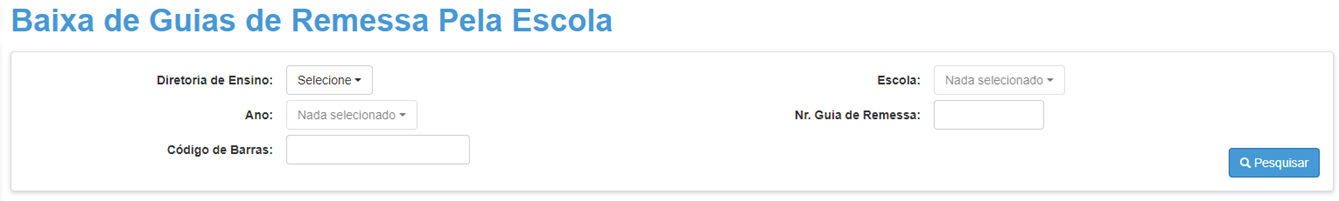 Baixa de Guias de Remessa Pela Escola
Diretoria de Ensino: Selecione Escola: Nada selecionado
Ano: Nada selecionado Nr. Guia de Remessa:
Código de Barras:
Pesquisar